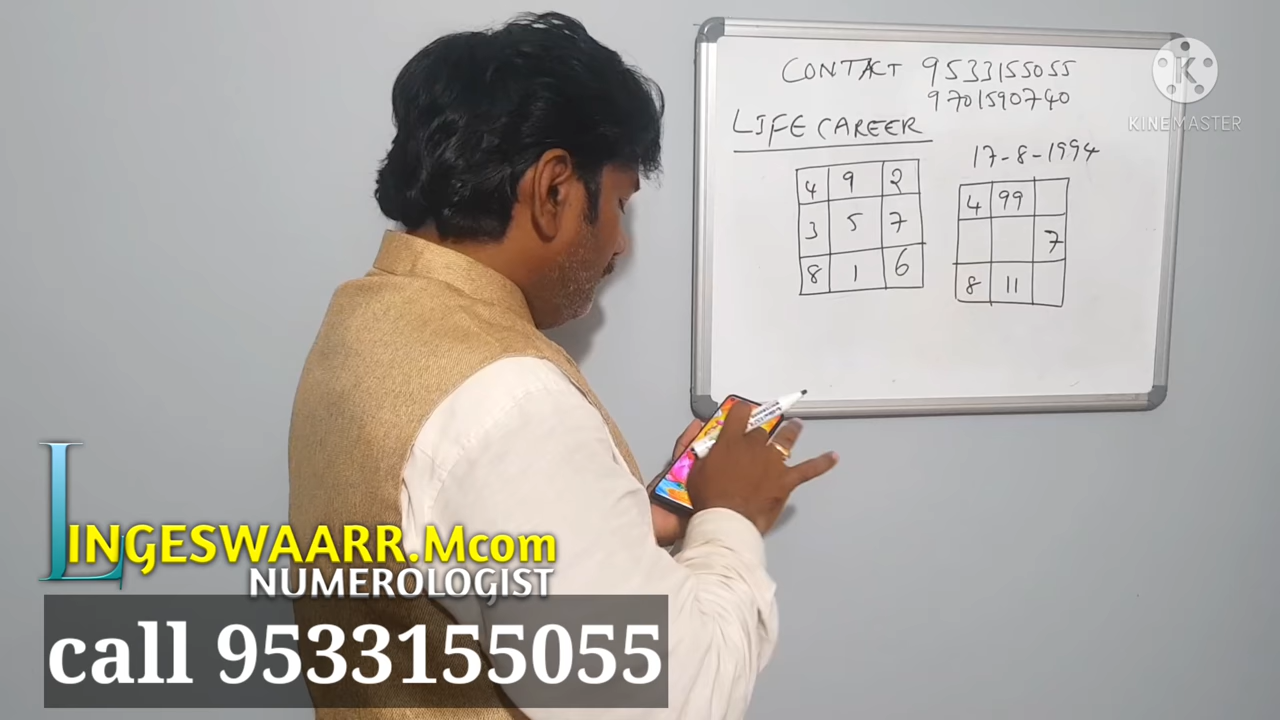 CONTACT 9533155055
9701590740
LIFE CAREER
17-8-1994
4 9 2
3 5 7
8 1 6
4 99
7
8 11
K
KINEMASTER
LINGESWAARR.Mcom
NUMEROLOGIST
call 9533155055